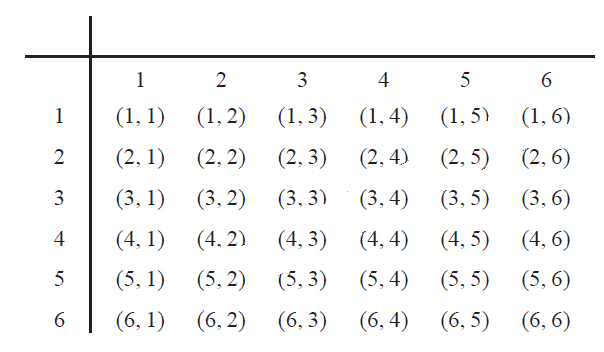 1 2 3 4 5 6
1 (1, 1) (1, 2) (1, 3) (1, 4) (1, 5) (1, 6)
2 (2, 1) (2, 2) (2, 3) (2, 4) (2, 5) (2, 6)
3 (3, 1) (3, 2) (3, 3) (3, 4) (3, 5) (3, 6)
4 (4, 1) (4, 2) (4, 3) (4, 4) (4, 5) (4, 6)
5 (5, 1) (5, 2) (5, 3) (5, 4) (5, 5) (5, 6)
6 (6, 1) (6, 2) (6, 3) (6, 4) (6, 5) (6, 6)